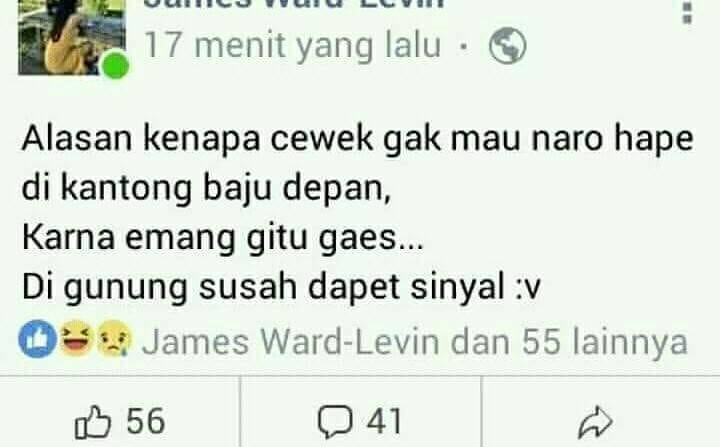 James Ward-Levin
17 menit yang lalu ·
Alasan kenapa cewek gak mau naro hape
di kantong baju depan,
Karna emang gitu gaes...
Di gunung susah dapet sinyal :v
James Ward-Levin dan 55 lainnya
56
41